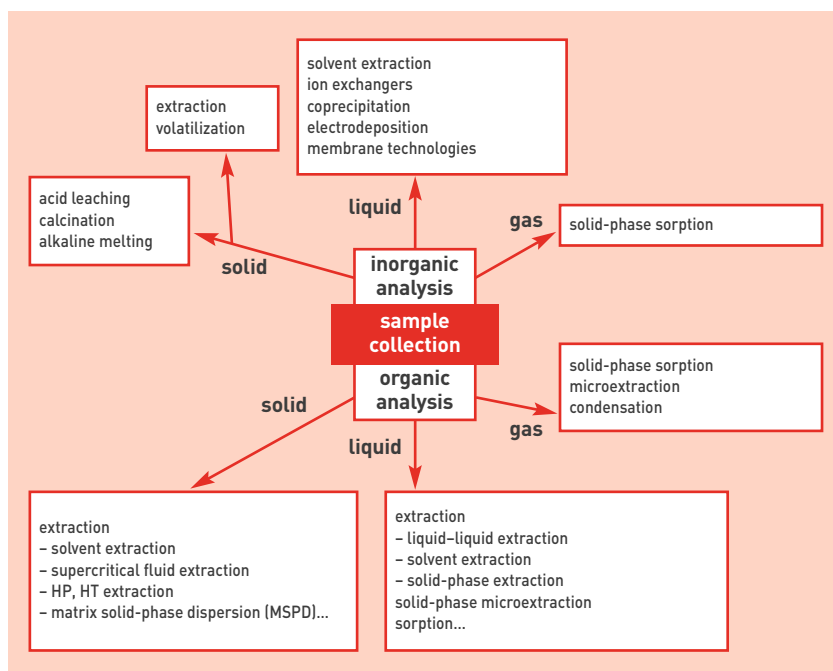 solvent extraction
ion exchangers
coprecipitation
electrodeposition
membrane technologies
extraction
volatilization
acid leaching
calcination
alkaline melting
liquid
gas
solid-phase sorption
solid
inorganic
analysis
sample
collection
organic
analysis
solid-phase sorption
microextraction
condensation
solid
liquid
gas
extraction
– solvent extraction
– supercritical fluid extraction
– HP, HT extraction
– matrix solid-phase dispersion (MSPD)...
extraction
– liquid–liquid extraction
– solvent extraction
– solid-phase extraction
solid-phase microextraction
sorption...